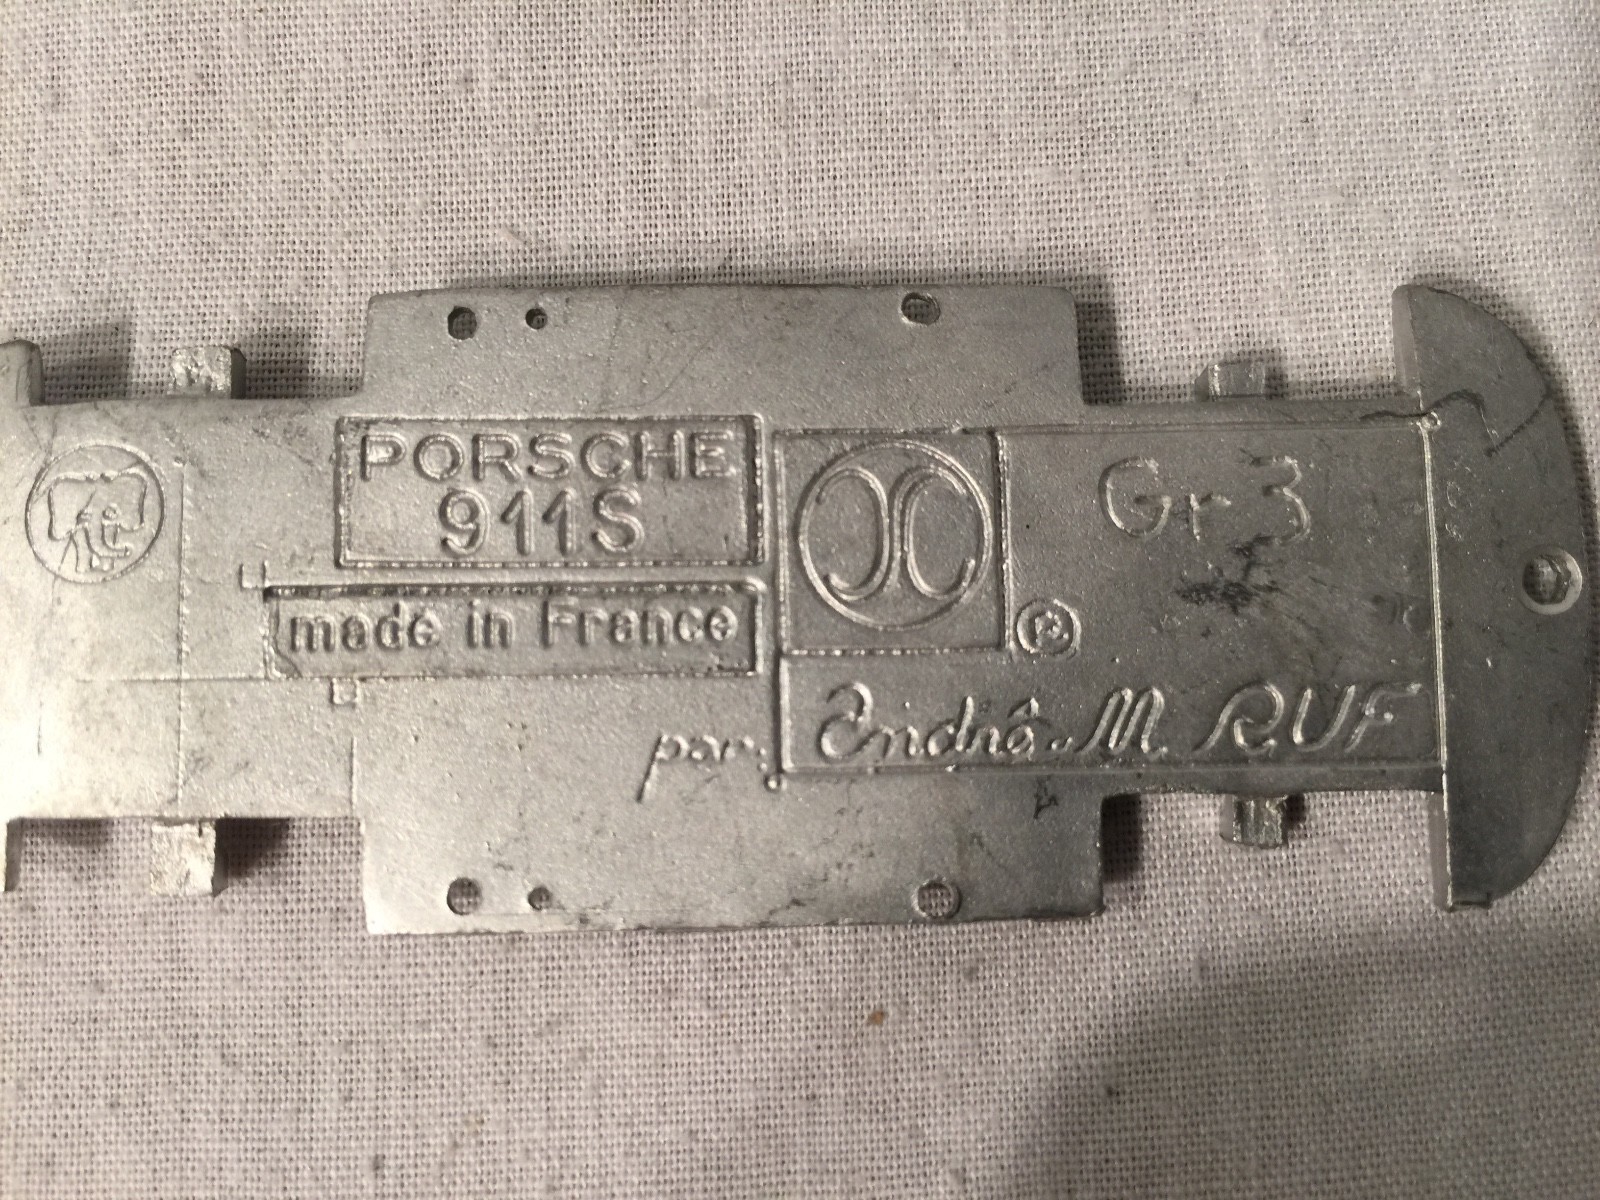 PORSCHE
911S
made in France
Gr 3
®
par
André.M RUF